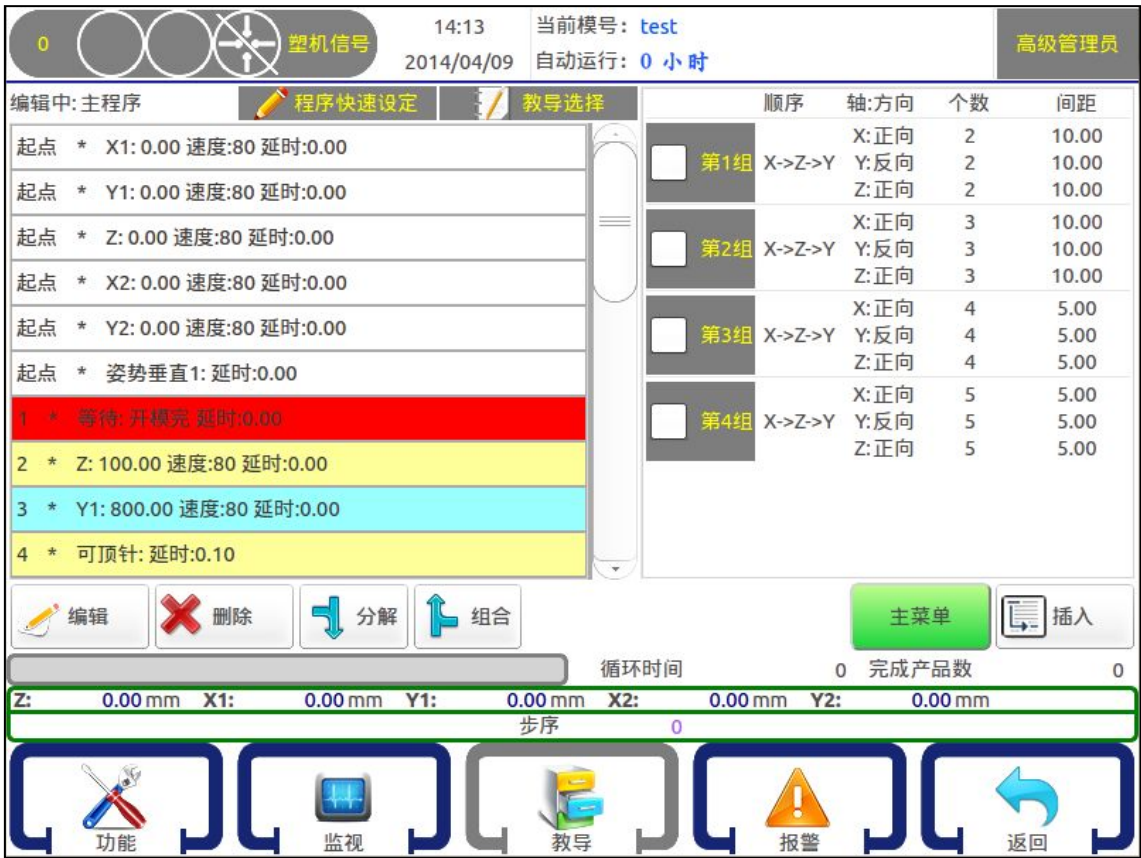 0 塑机信号 14:13 当前模号: test 高级管理员
2014/04/09 自动运行: 0 小时
编辑中:主程序 程序快速设定 教导选择
起点 * X1: 0.00 速度:80 延时:0.00
起点 * Y1: 0.00 速度:80 延时:0.00
起点 * Z: 0.00 速度:80 延时:0.00
起点 * X2: 0.00 速度:80 延时:0.00
起点 * Y2: 0.00 速度:80 延时:0.00
起点 * 姿势垂直1: 延时:0.00
1 * 等待: 开模完 延时:0.00
2 * Z: 100.00 速度:80 延时:0.00
3 * Y1: 800.00 速度:80 延时:0.00
4 * 可顶针: 延时:0.10
顺序 轴:方向 个数 间距
X:正向 2 10.00
第1组 X->Z->Y Y:反向 2 10.00
Z:正向 2 10.00
X:正向 3 10.00
第2组 X->Z->Y Y:反向 3 10.00
Z:正向 3 10.00
X:正向 4 5.00
第3组 X->Z->Y Y:反向 4 5.00
Z:正向 4 5.00
X:正向 5 5.00
第4组 X->Z->Y Y:反向 5 5.00
Z:正向 5 5.00
编辑 删除 分解 组合 主菜单 插入
循环时间 0 完成产品数 0
Z: 0.00 mm X1: 0.00 mm Y1: 0.00 mm X2: 0.00 mm Y2: 0.00 mm
步序 0
功能 监视 教导 报警 返回